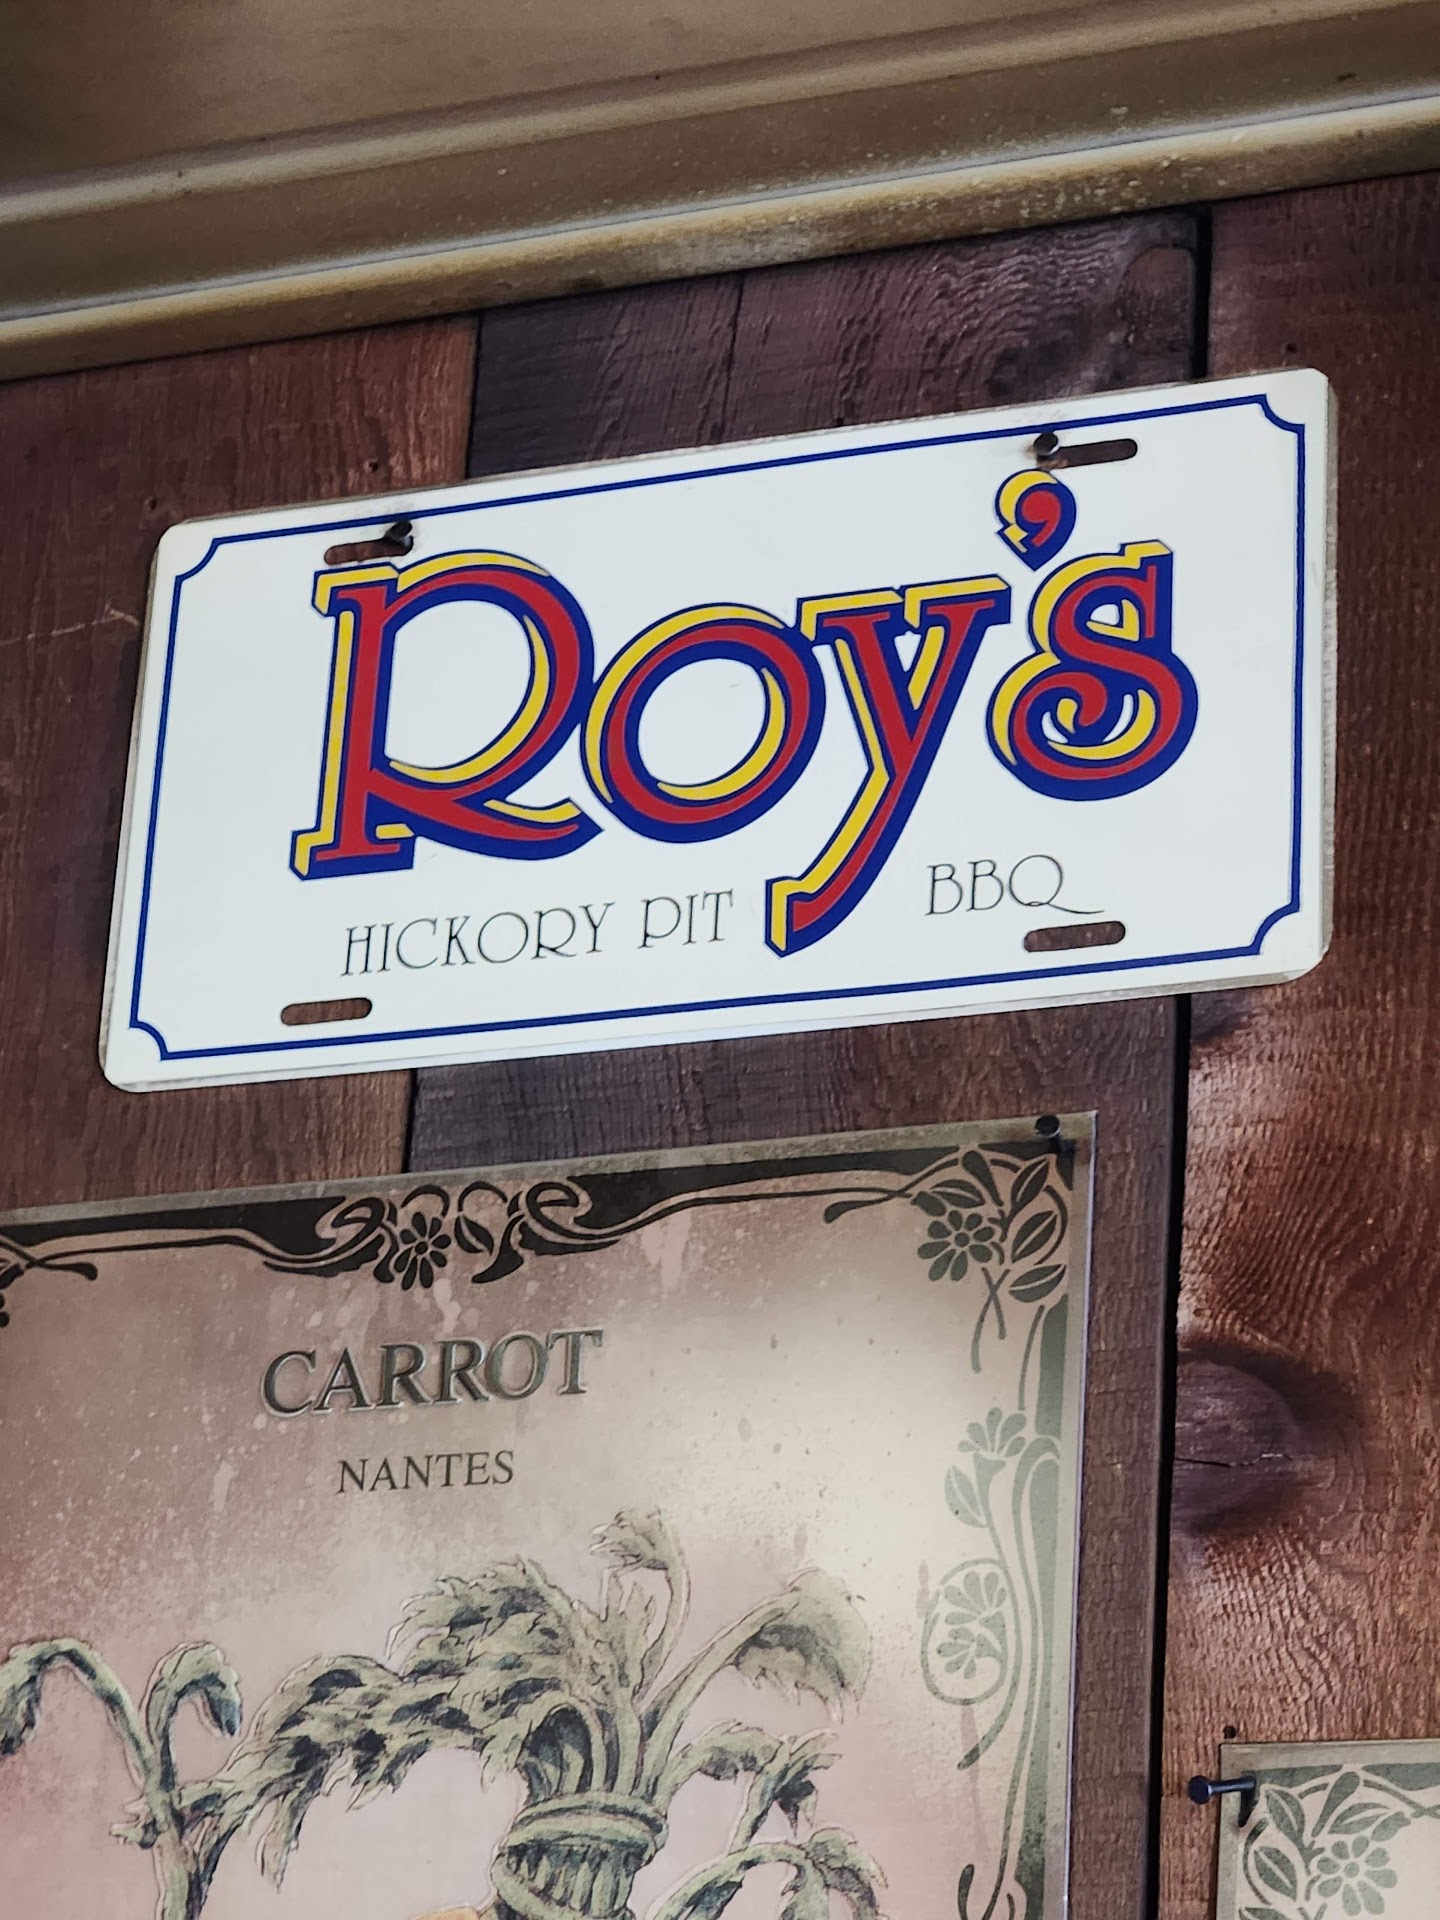 Roy's
HICKORY PIT BBQ
CARROT
NANTES